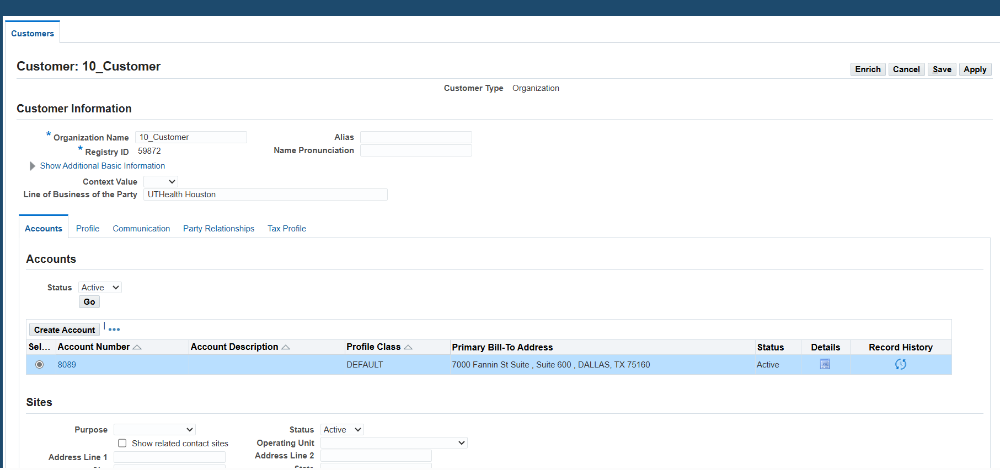 Customers
Customer: 10_Customer
Enrich Cancel Save Apply
Customer Type Organization
Customer Information
* Organization Name 10_Customer Alias
* Registry ID 59872 Name Pronunciation
Show Additional Basic Information
Context Value
Line of Business of the Party UTHealth Houston
Accounts Profile Communication Party Relationships Tax Profile
Accounts
Status Active
Go
Create Account | •••
Sel... Account Number Account Description Profile Class Primary Bill-To Address Status Details Record History
8089 DEFAULT 7000 Fannin St Suite , Suite 600 , DALLAS, TX 75160 Active
Sites
Purpose Status Active
Show related contact sites Operating Unit
Address Line 1 Address Line 2